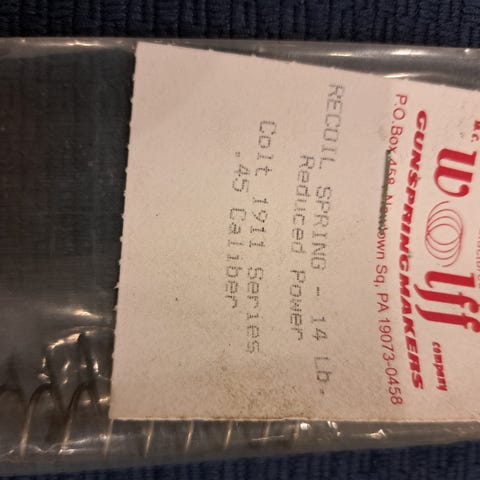 W.C.
Wolff
company
GUNSPRINGMAKERS
P.O. Box 458, Newtown Sq, PA 19073-0458
RECOIL SPRING - 14 Lb.
Reduced Power
Colt 1911 Series
.45 Caliber